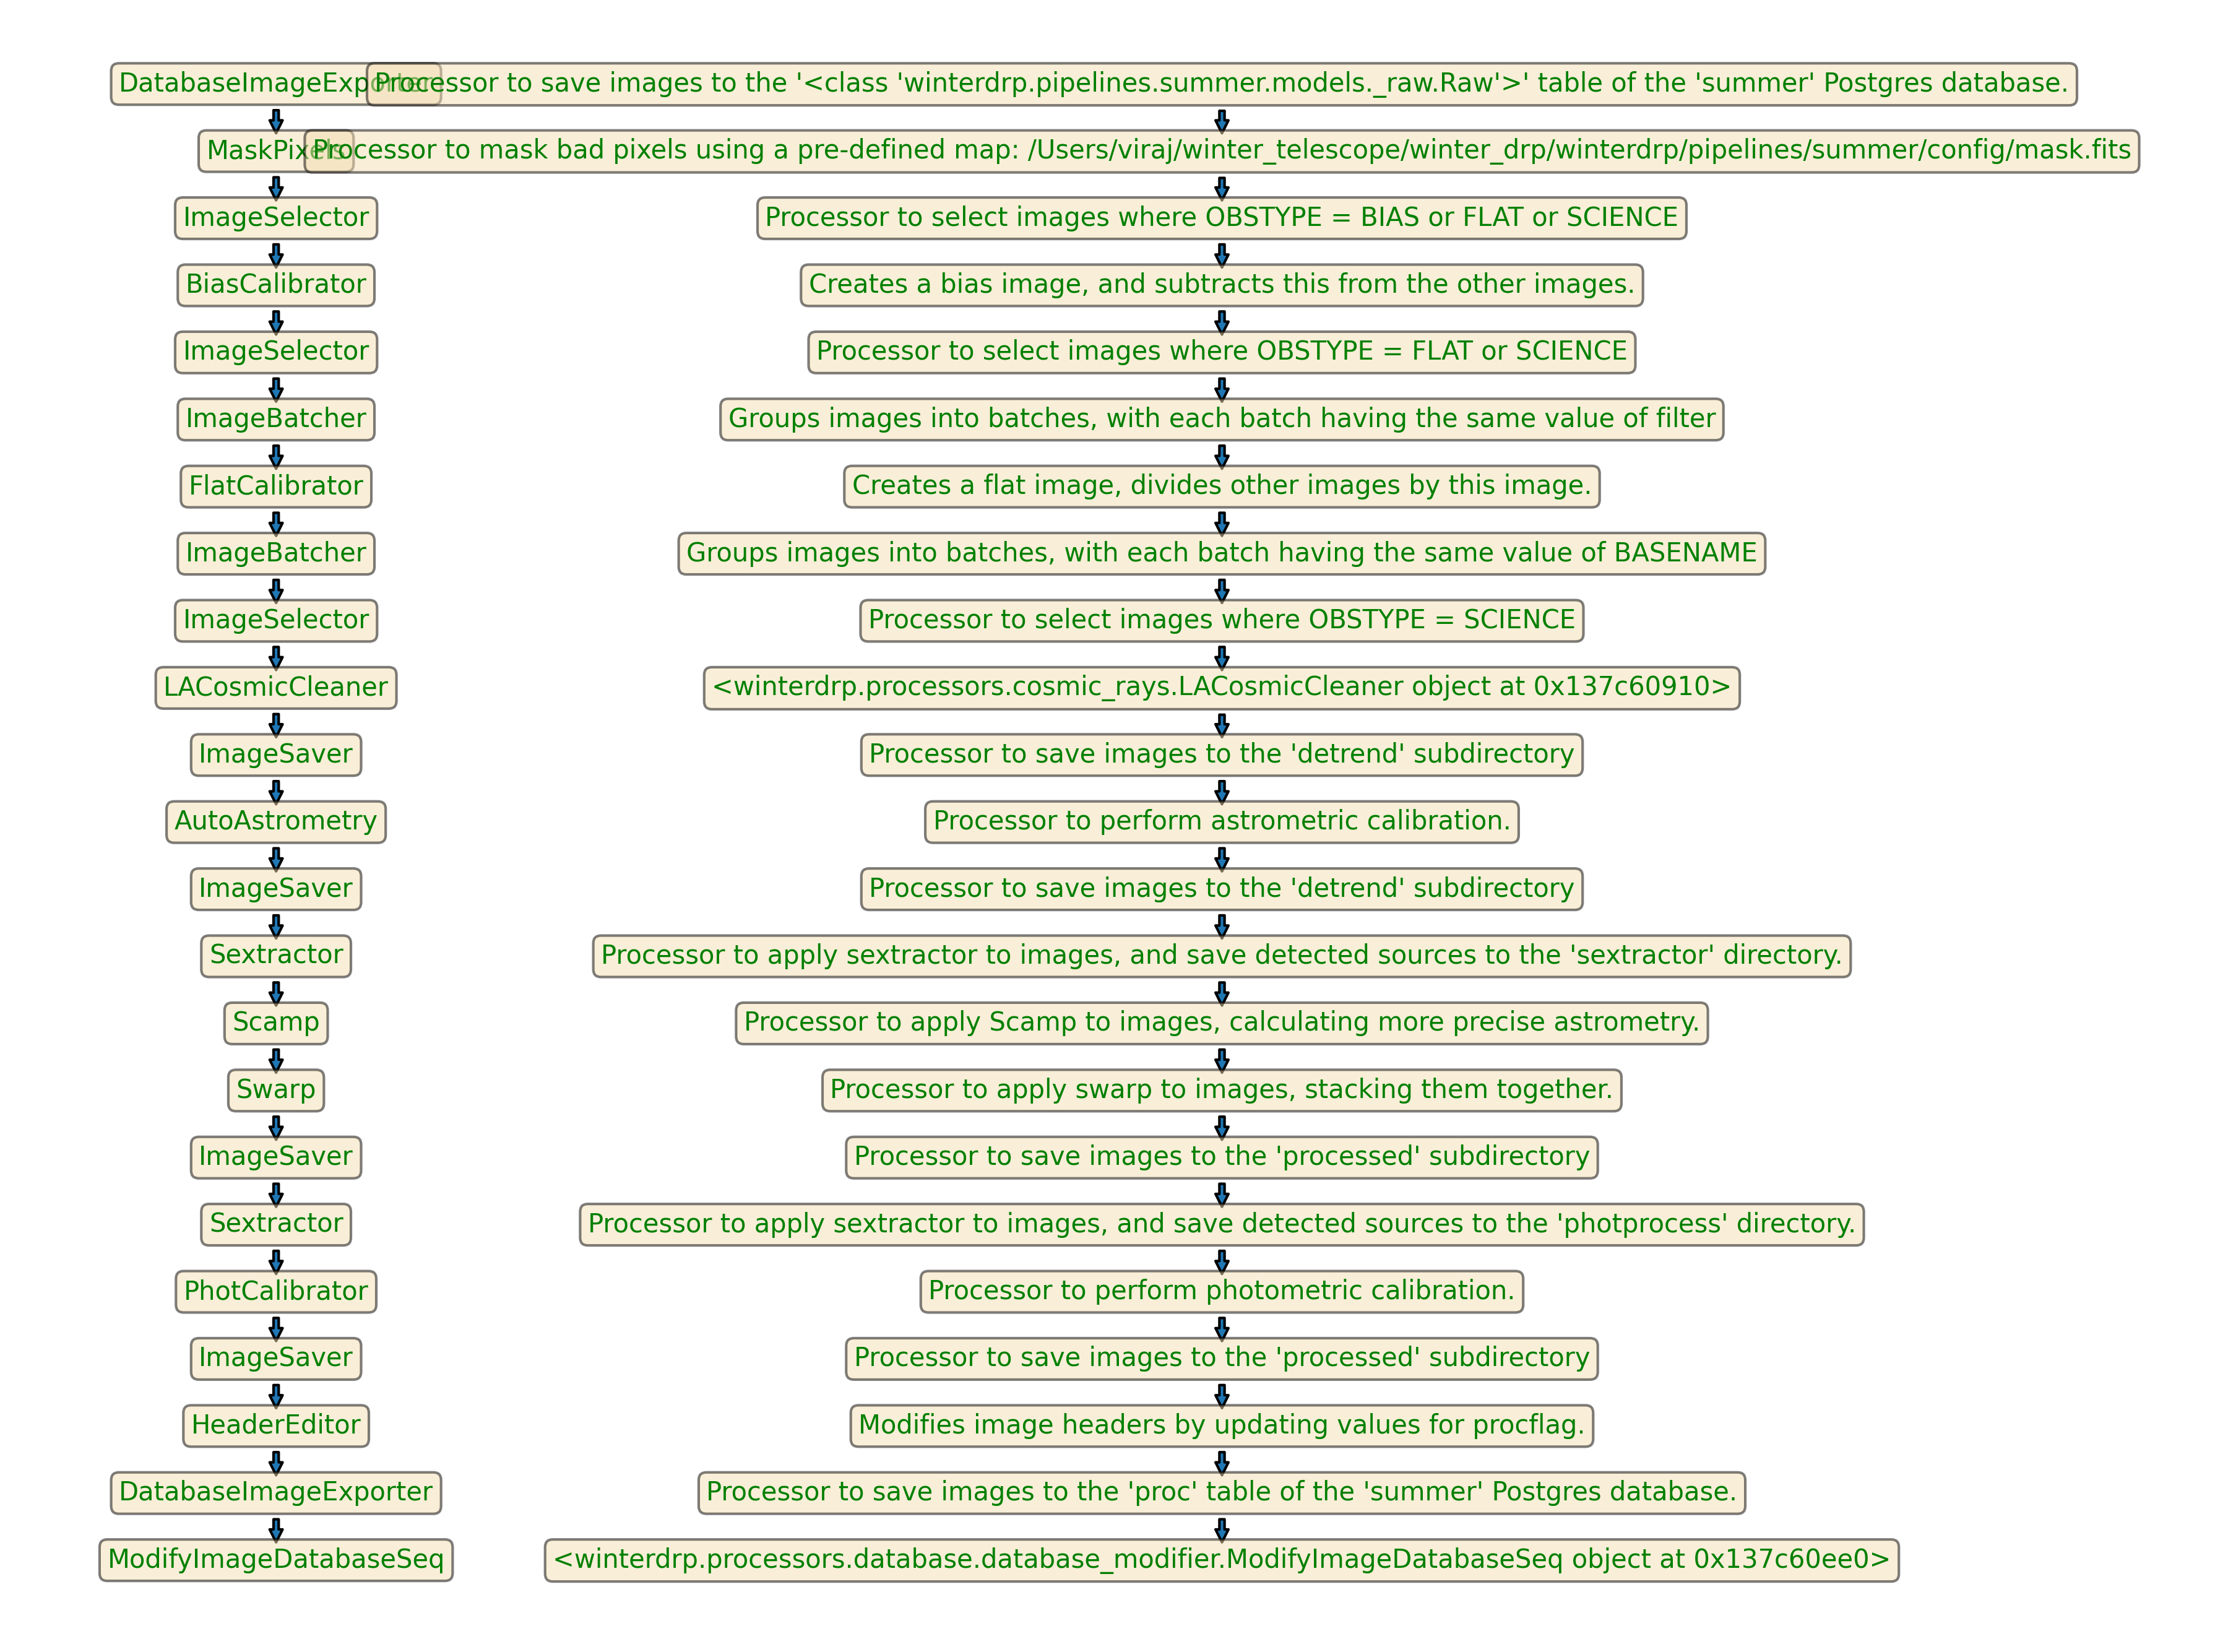 DatabaseImageExporter Processor to save images to the '<class 'winterdrp.pipelines.summer.models._raw.Raw'>' table of the 'summer' Postgres database.
MaskPixels Processor to mask bad pixels using a pre-defined map: /Users/viraj/winter_telescope/winter_drp/winterdrp/pipelines/summer/config/mask.fits
ImageSelector Processor to select images where OBSTYPE = BIAS or FLAT or SCIENCE
BiasCalibrator Creates a bias image, and subtracts this from the other images.
ImageSelector Processor to select images where OBSTYPE = FLAT or SCIENCE
ImageBatcher Groups images into batches, with each batch having the same value of filter
FlatCalibrator Creates a flat image, divides other images by this image.
ImageBatcher Groups images into batches, with each batch having the same value of BASENAME
ImageSelector Processor to select images where OBSTYPE = SCIENCE
LACosmicCleaner <winterdrp.processors.cosmic_rays.LACosmicCleaner object at 0x137c60910>
ImageSaver Processor to save images to the 'detrend' subdirectory
AutoAstrometry Processor to perform astrometric calibration.
ImageSaver Processor to save images to the 'detrend' subdirectory
Sextractor Processor to apply sextractor to images, and save detected sources to the 'sextractor' directory.
Scamp Processor to apply Scamp to images, calculating more precise astrometry.
Swarp Processor to apply swarp to images, stacking them together.
ImageSaver Processor to save images to the 'processed' subdirectory
Sextractor Processor to apply sextractor to images, and save detected sources to the 'photprocess' directory.
PhotCalibrator Processor to perform photometric calibration.
ImageSaver Processor to save images to the 'processed' subdirectory
HeaderEditor Modifies image headers by updating values for procflag.
DatabaseImageExporter Processor to save images to the 'proc' table of the 'summer' Postgres database.
ModifyImageDatabaseSeq <winterdrp.processors.database.database_modifier.ModifyImageDatabaseSeq object at 0x137c60ee0>